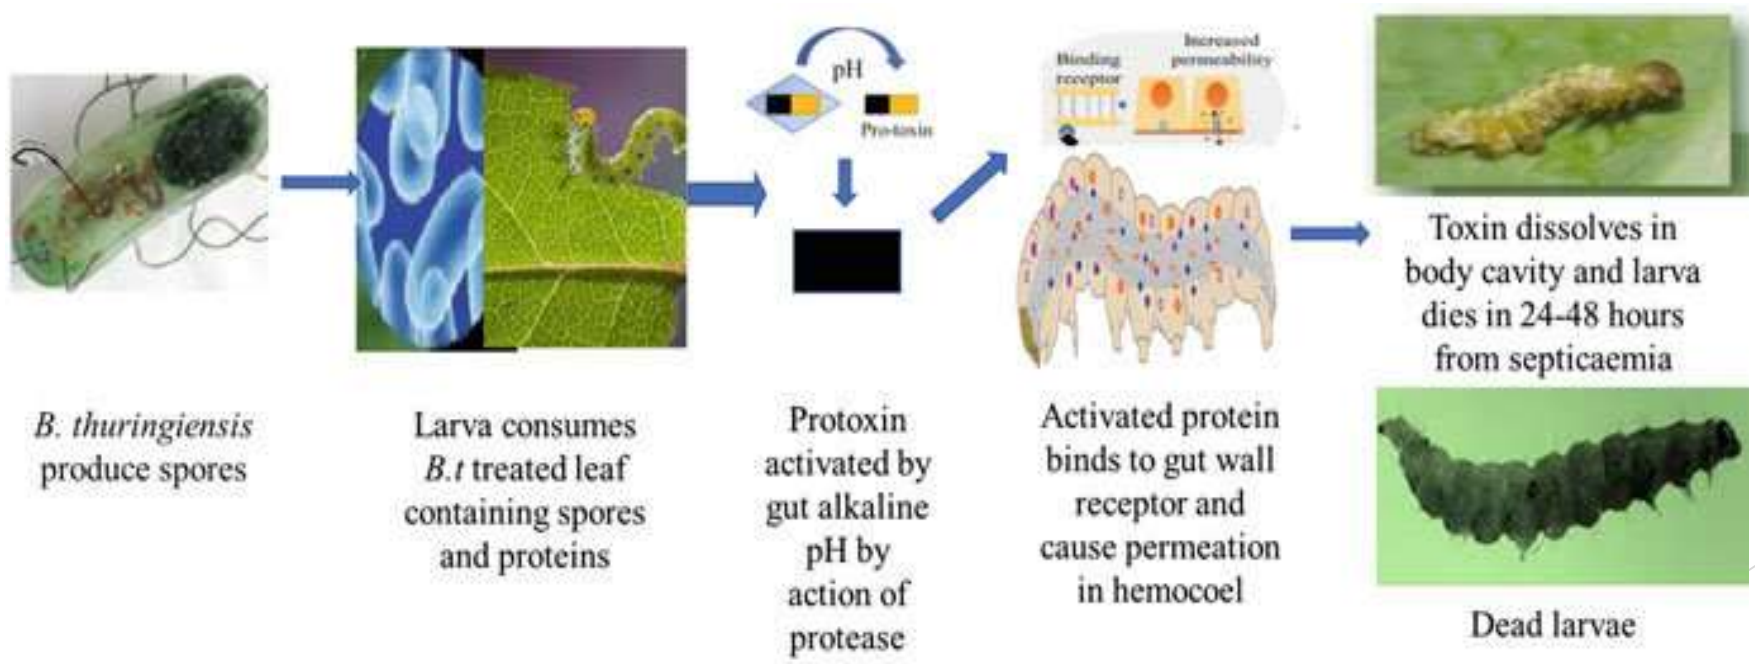 B. thuringiensis
produce spores
Larva consumes
B.t treated leaf
containing spores
and proteins
pH
Pro-toxin
Protoxin
activated by
gut alkaline
pH by
action of
protease
Binding
receptor
Increased
permeability
Activated protein
binds to gut wall
receptor and
cause permeation
in hemocoel
Toxin dissolves in
body cavity and larva
dies in 24-48 hours
from septicaemia
Dead larvae